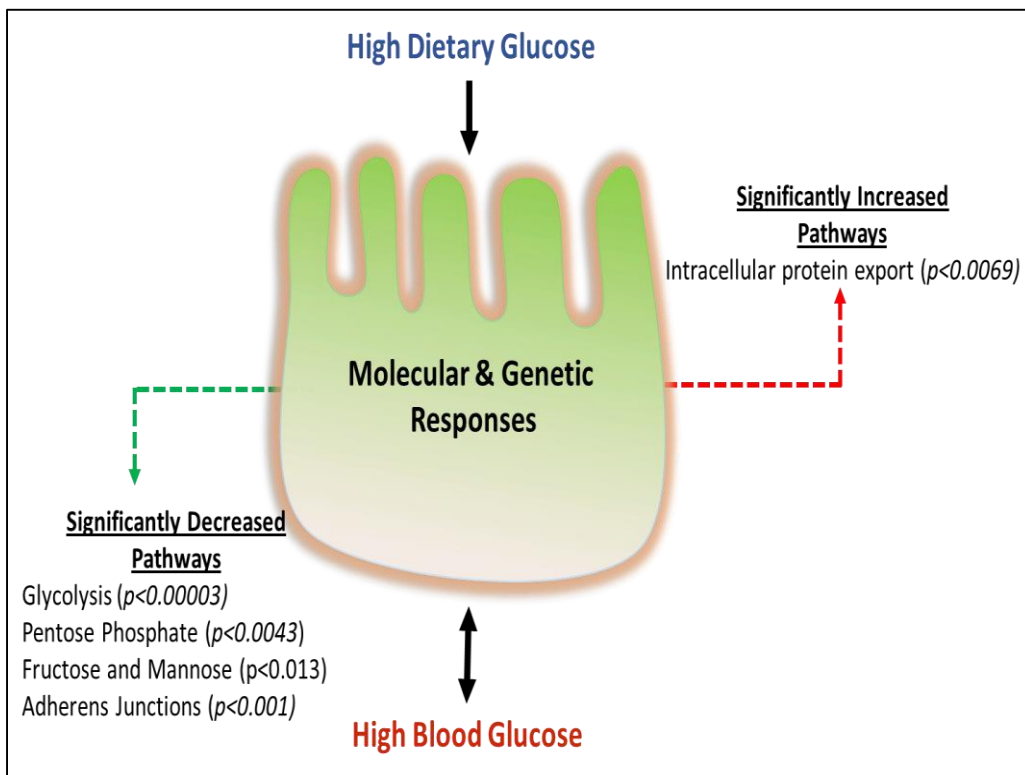 High Dietary Glucose
Significantly Increased
Pathways
Intracellular protein export (p<0.0069)
Molecular & Genetic
Responses
Significantly Decreased
Pathways
Glycolysis (p<0.00003)
Pentose Phosphate (p<0.0043)
Fructose and Mannose (p<0.013)
Adherens Junctions (p<0.001)
High Blood Glucose